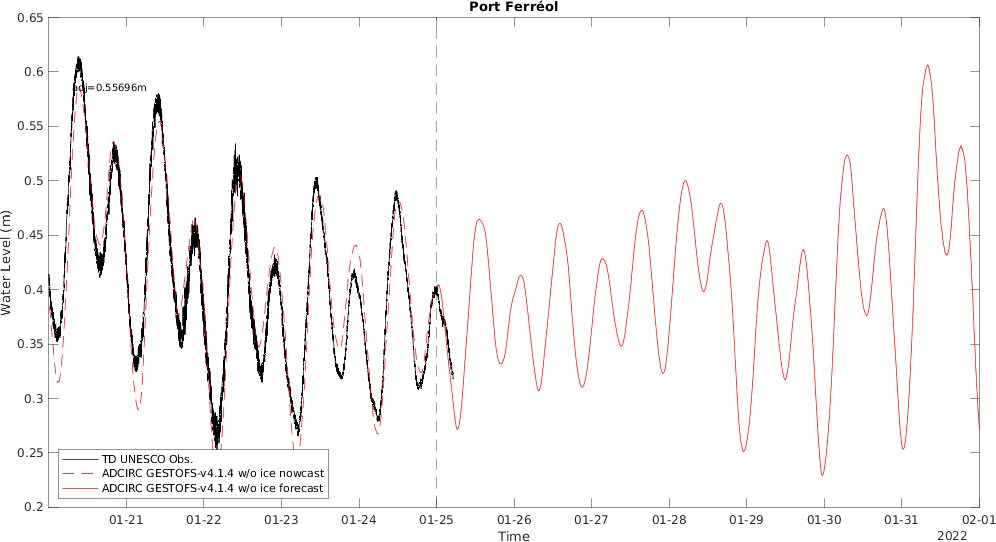 Port Ferréol
0.65
0.6
0.55
0.5
0.45
0.4
0.35
0.3
0.25
0.2
Water Level (m)
adj=0.55696m
TD UNESCO Obs.
ADCIRC GESTOFS-v4.1.4 w/o ice nowcast
ADCIRC GESTOFS-v4.1.4 w/o ice forecast
01-21 01-22 01-23 01-24 01-25 01-26 01-27 01-28 01-29 01-30 01-31 02-01
Time
2022